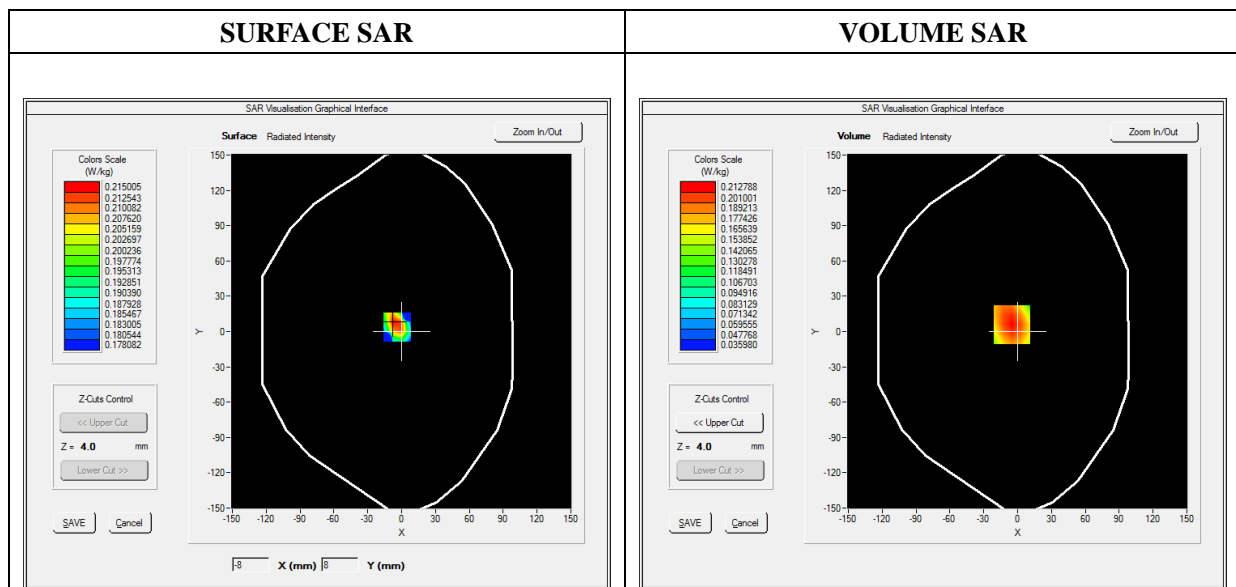 SURFACE SAR
VOLUME SAR
SAR Visualisation Graphical Interface
Surface Radiated Intensity
Zoom In/Out
Colors Scale
(W/kg)
0.215005
0.212543
0.210082
0.207620
0.205159
0.202697
0.200236
0.197774
0.195313
0.192851
0.190390
0.187928
0.185467
0.183005
0.180544
0.178082
Z-Cuts Control
<< Upper Cut
Z = 4.0 mm
Lower Cut >>
SAVE Cancel
150
120
90
60
30
0
-30
-60
-90
-120
-150
Y
-150 -120 -90 -60 -30 0 30 60 90 120 150
X
-8 X (mm) 8 Y (mm)
SAR Visualisation Graphical Interface
Volume Radiated Intensity
Zoom In/Out
Colors Scale
(W/kg)
0.212788
0.201001
0.189213
0.177426
0.165639
0.153852
0.142065
0.130278
0.118491
0.106703
0.094916
0.083129
0.071342
0.059555
0.047768
0.035980
Z-Cuts Control
<< Upper Cut
Z = 4.0 mm
Lower Cut >>
SAVE Cancel
150
120
90
60
30
0
-30
-60
-90
-120
-150
Y
-150 -120 -90 -60 -30 0 30 60 90 120 150
X